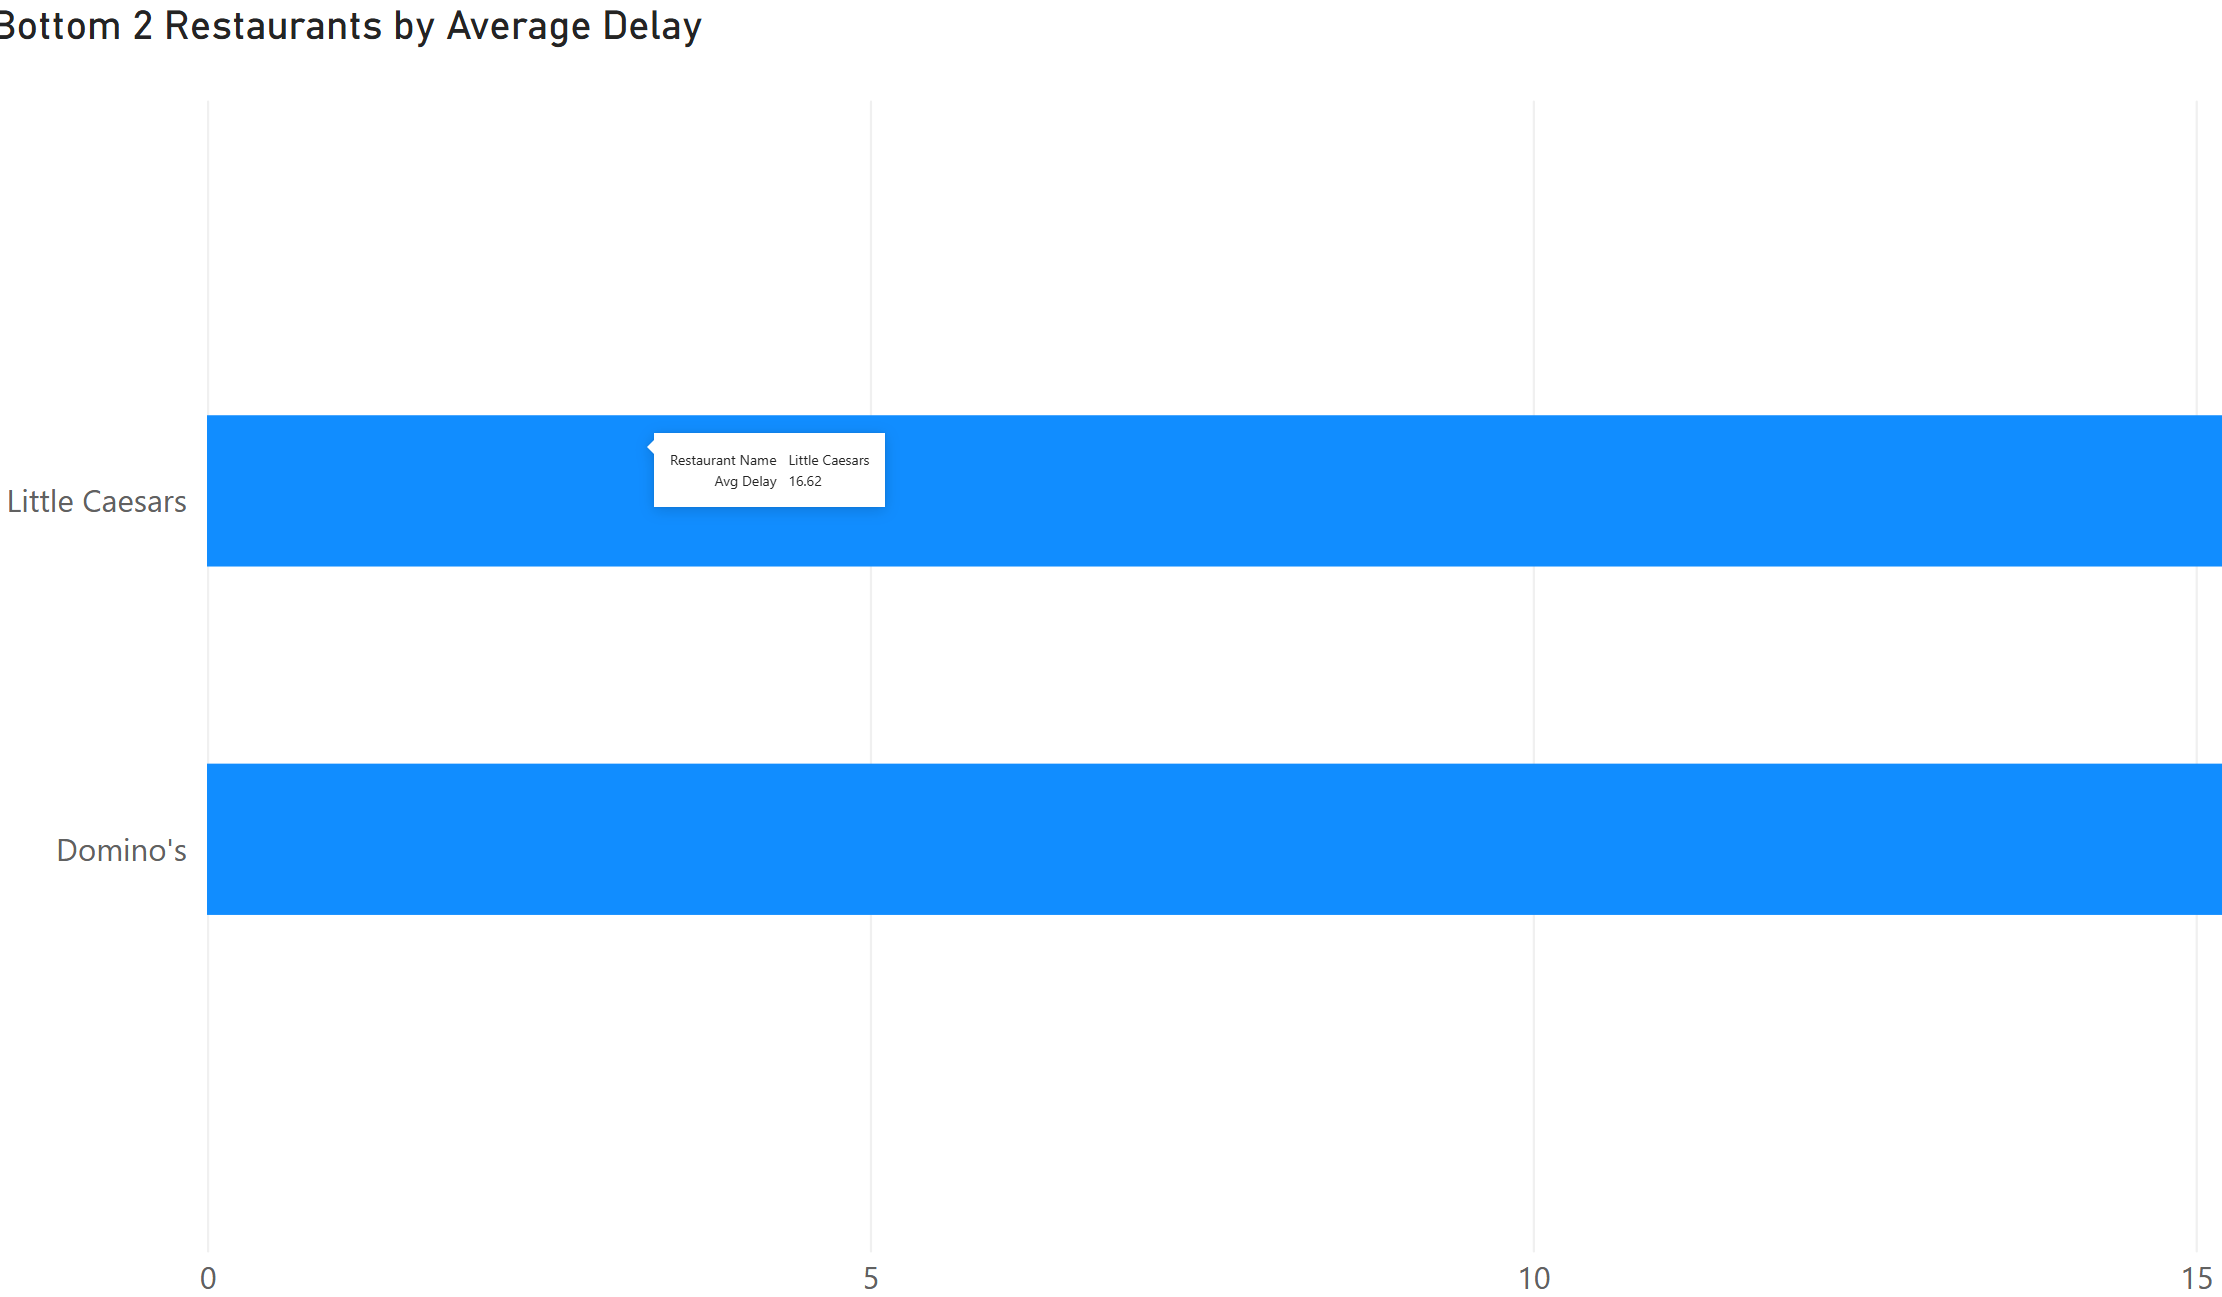 Bottom 2 Restaurants by Average Delay
Restaurant Name Little Caesars
Avg Delay 16.62
Little Caesars
Domino's
0 5 10 15